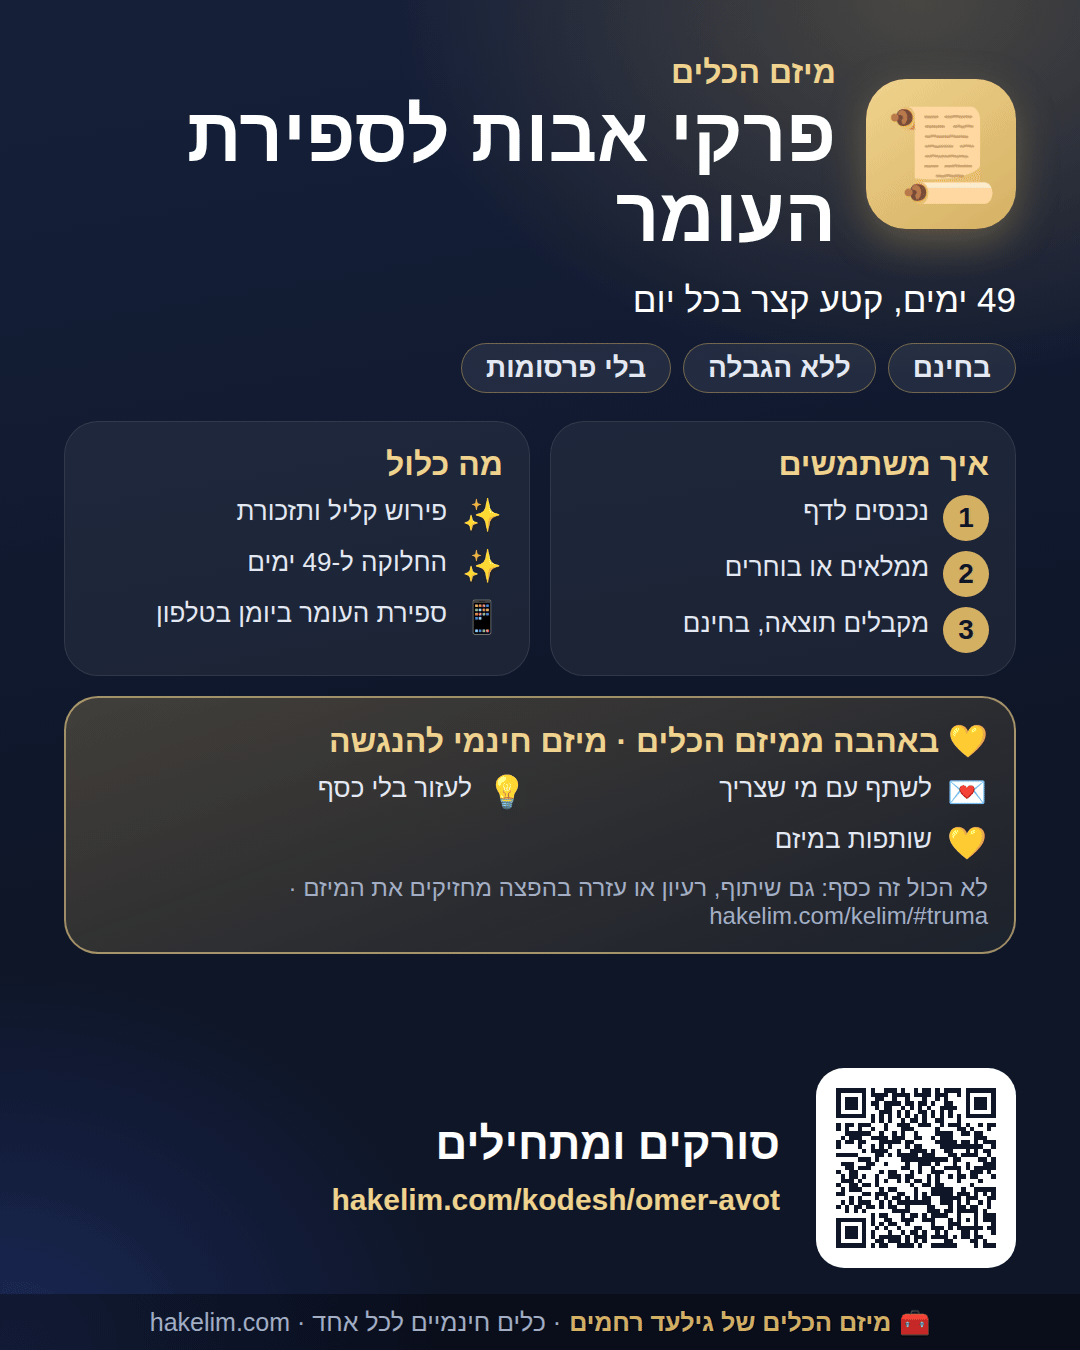 מיזם הכלים
פרקי אבות לספירת
העומר
49 ימים, קטע קצר בכל יום
בחינם
ללא הגבלה
בלי פרסומות
איך משתמשים
1 נכנסים לדף
2 ממלאים או בוחרים
3 מקבלים תוצאה, בחינם
מה כלול
✨ פירוש קליל ותזכורת
✨ החלוקה ל-49 ימים
📱 ספירת העומר ביומן בטלפון
💛 באהבה ממיזם הכלים · מיזם חינמי להנגשה
💌 לשתף עם מי שצריך
💡 לעזור בלי כסף
💛 שותפות במיזם
לא הכול זה כסף: גם שיתוף, רעיון או עזרה בהפצה מחזיקים את המיזם ·
hakelim.com/kelim/#truma
סורקים ומתחילים
hakelim.com/kodesh/omer-avot
🧰 מיזם הכלים של גילעד רחמים · כלים חינמיים לכל אחד · hakelim.com